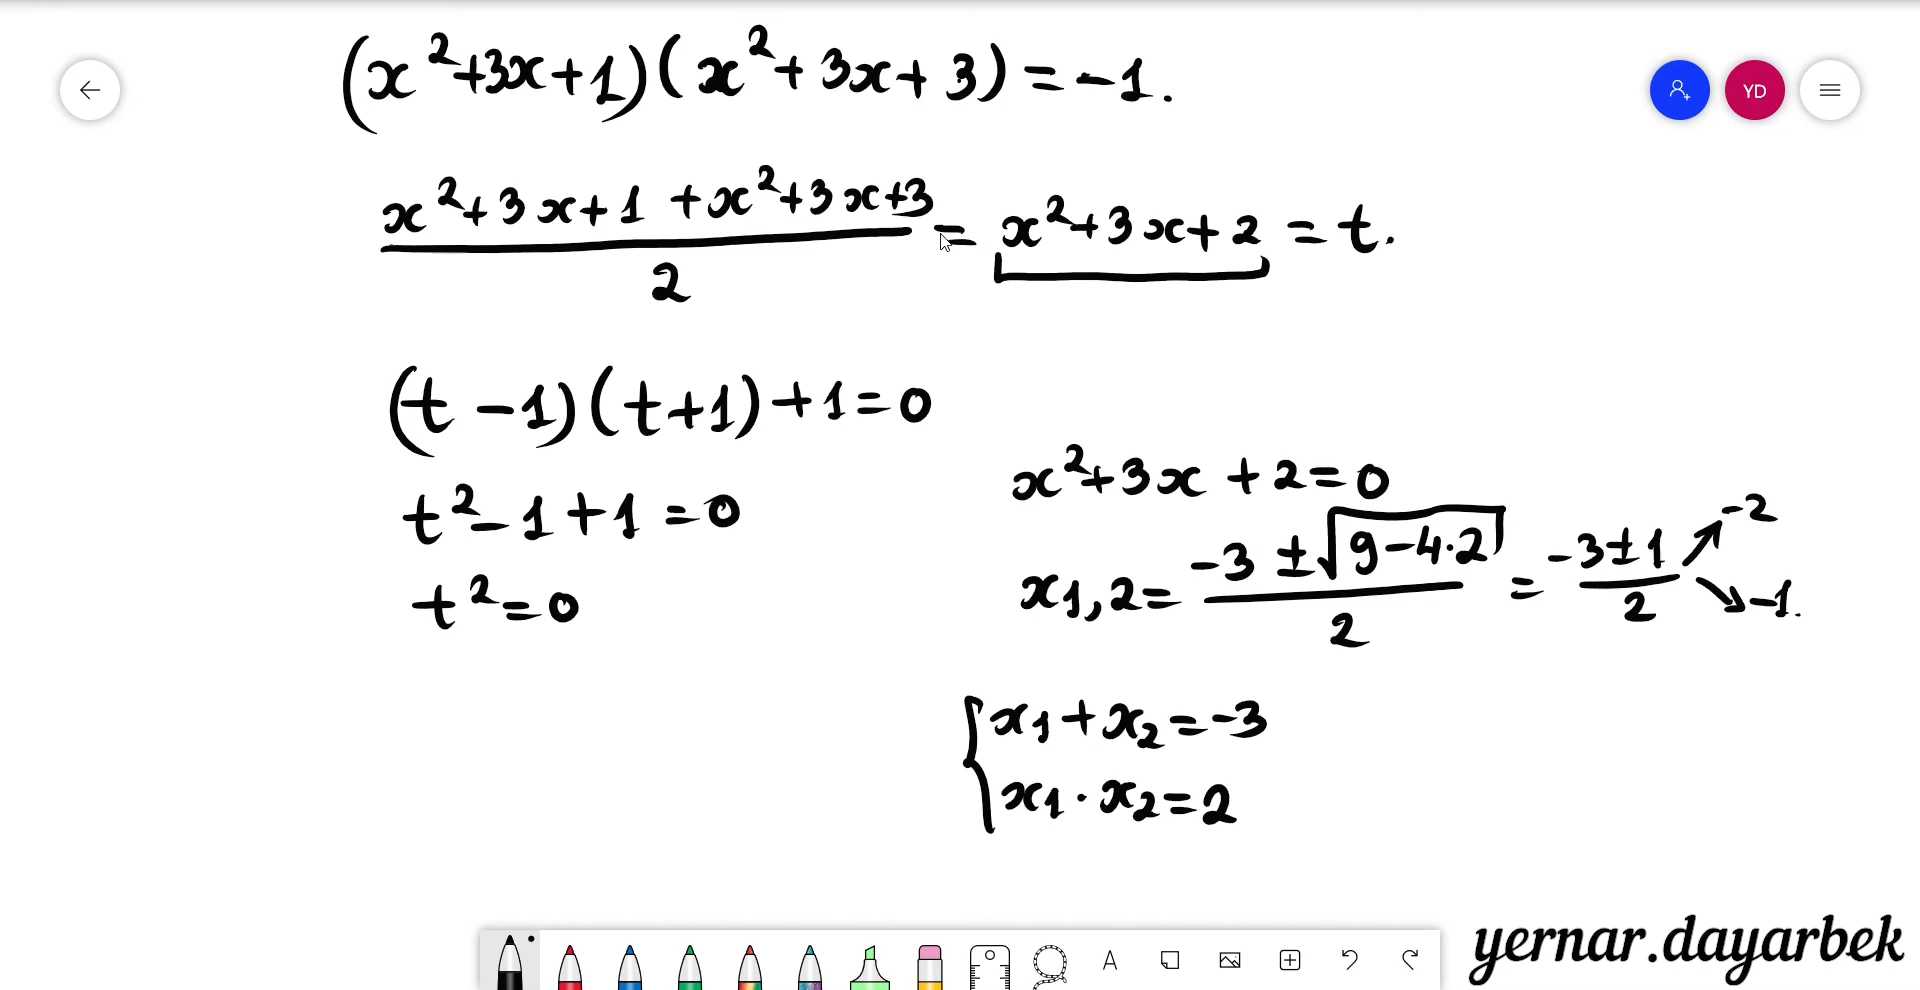 (x²+3x+1)(x²+3x+3)=-1.
YD
x²+3x+1+x²+3x+3
―――――――――――― = x²+3x+2 = t.
2
(t-1)(t+1)+1=0
t²-1+1=0
t²=0
x²+3x+2=0
x1,2= (-3±√(9-4·2))/2 = (-3±1)/2 ↗ -2 ↘ -1.
{x1+x2=-3
x1·x2=2
A
yernar.dayarbek